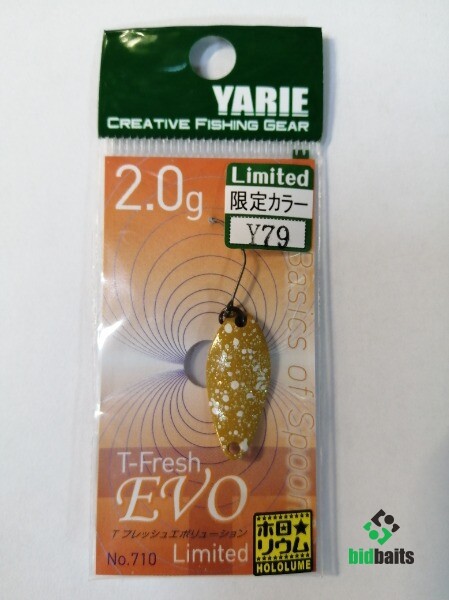 YARIE
CREATIVE FISHING GEAR
2.0g
Limited
限定カラー
Y79
Basics of Spoon
T-Fresh
EVO
T フレッシュエボリューション
No.710 Limited
ホロ★
リウム
HOLOLUME
bidbaits